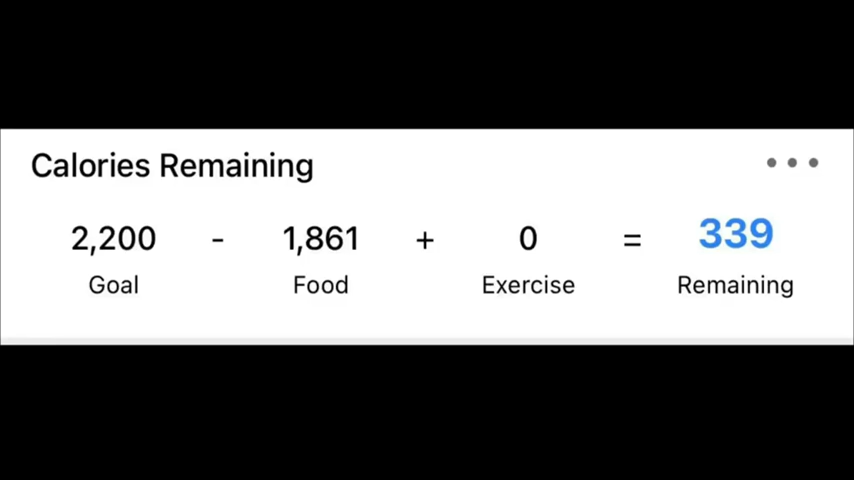 Calories Remaining
2,200 - 1,861 + 0 = 339
Goal Food Exercise Remaining